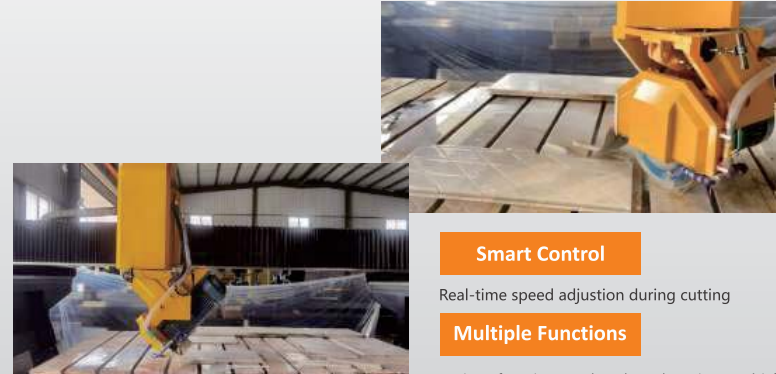 Smart Control
Real-time speed adjustion during cutting
Multiple Functions